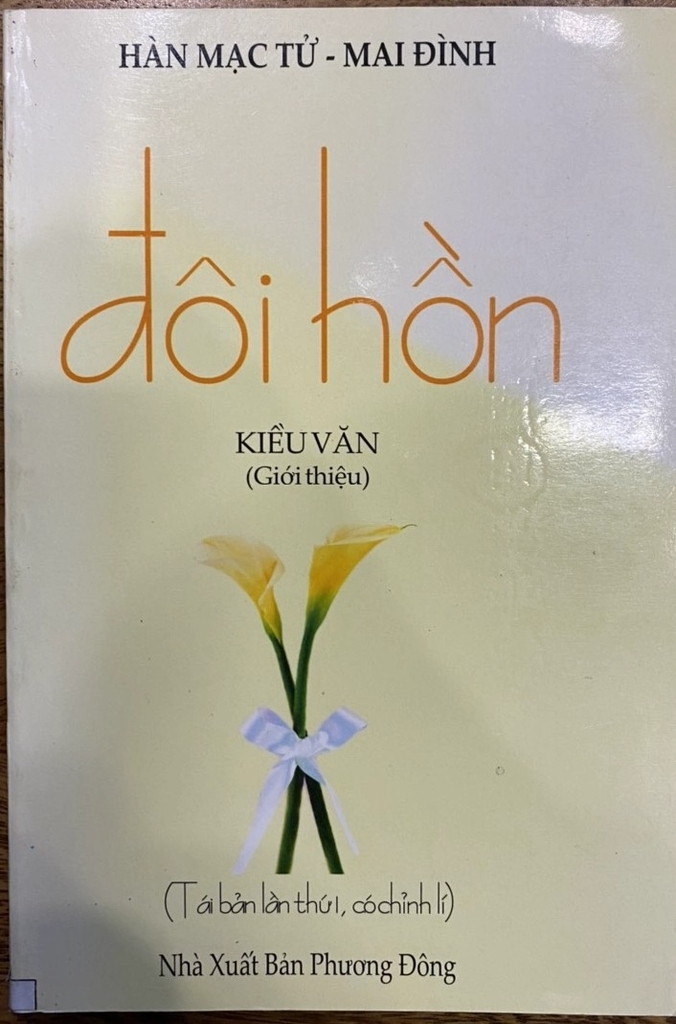 HÀN MẠC TỬ - MAI ĐÌNH
đôi hồn
KIỀU VĂN
(Giới thiệu)
(Tái bản lần thứ 1, có chỉnh lí)
Nhà Xuất Bản Phương Đông